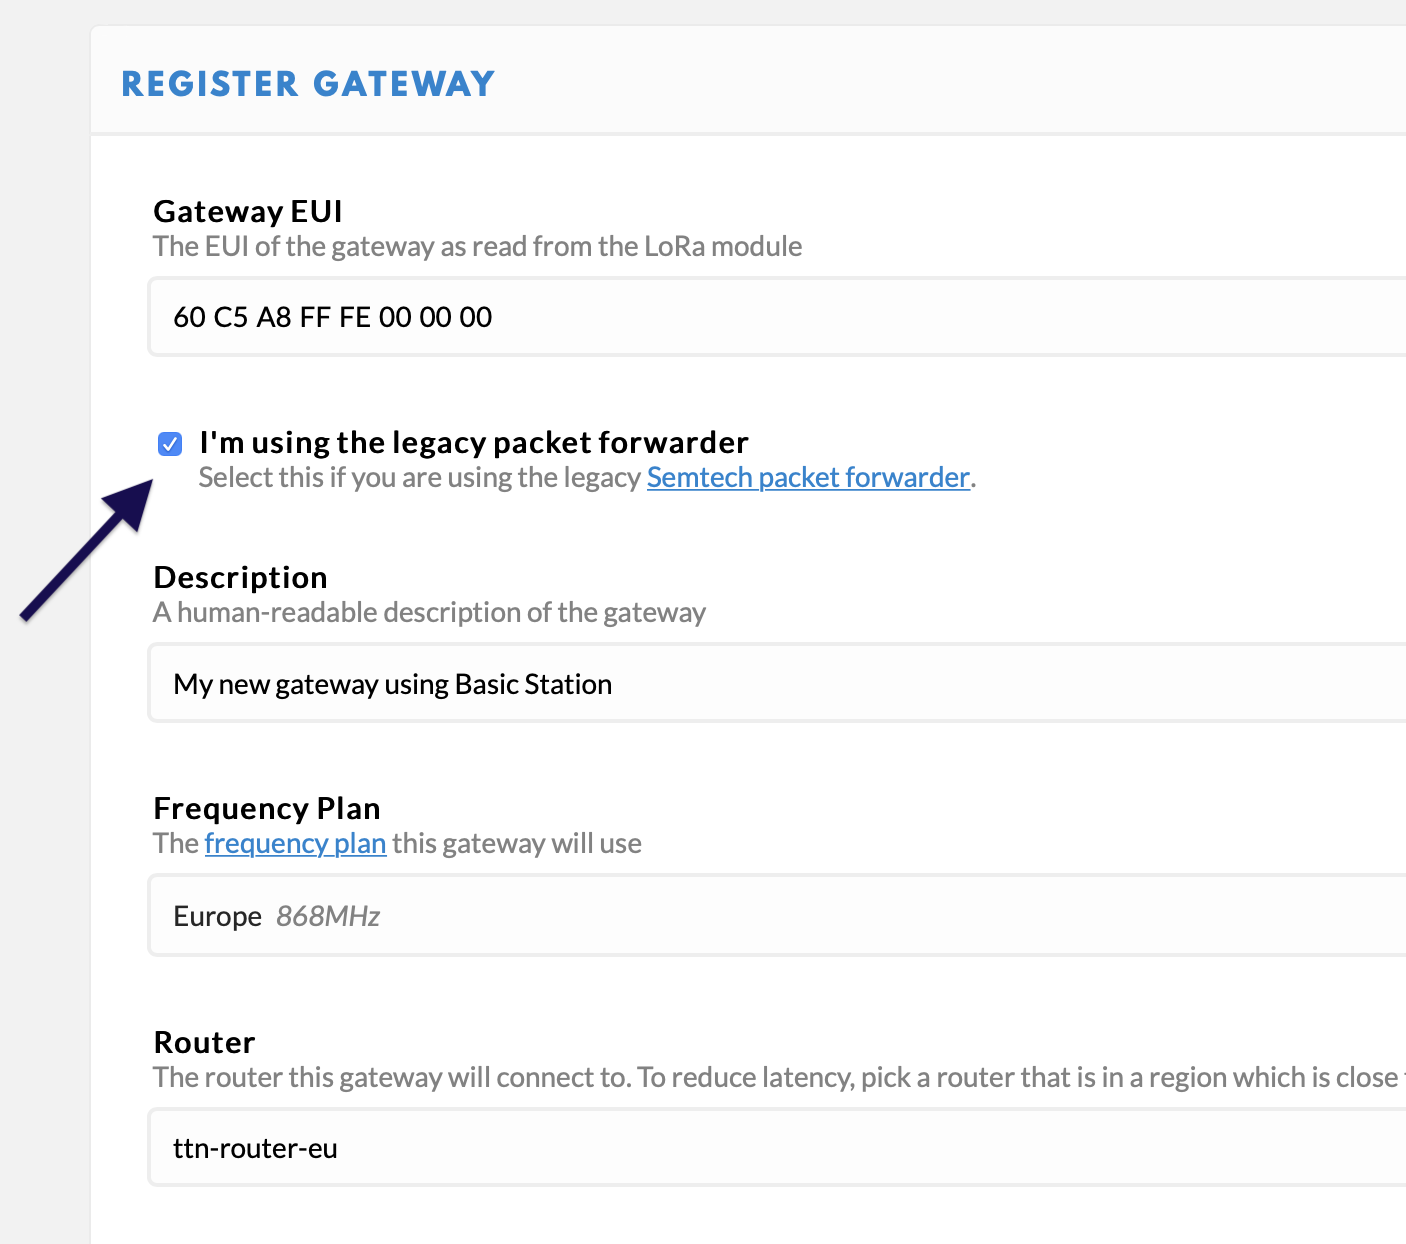 REGISTER GATEWAY
Gateway EUI
The EUI of the gateway as read from the LoRa module
60 C5 A8 FF FE 00 00 00
I'm using the legacy packet forwarder
Select this if you are using the legacy Semtech packet forwarder.
Description
A human-readable description of the gateway
My new gateway using Basic Station
Frequency Plan
The frequency plan this gateway will use
Europe 868MHz
Router
The router this gateway will connect to. To reduce latency, pick a router that is in a region which is close
ttn-router-eu